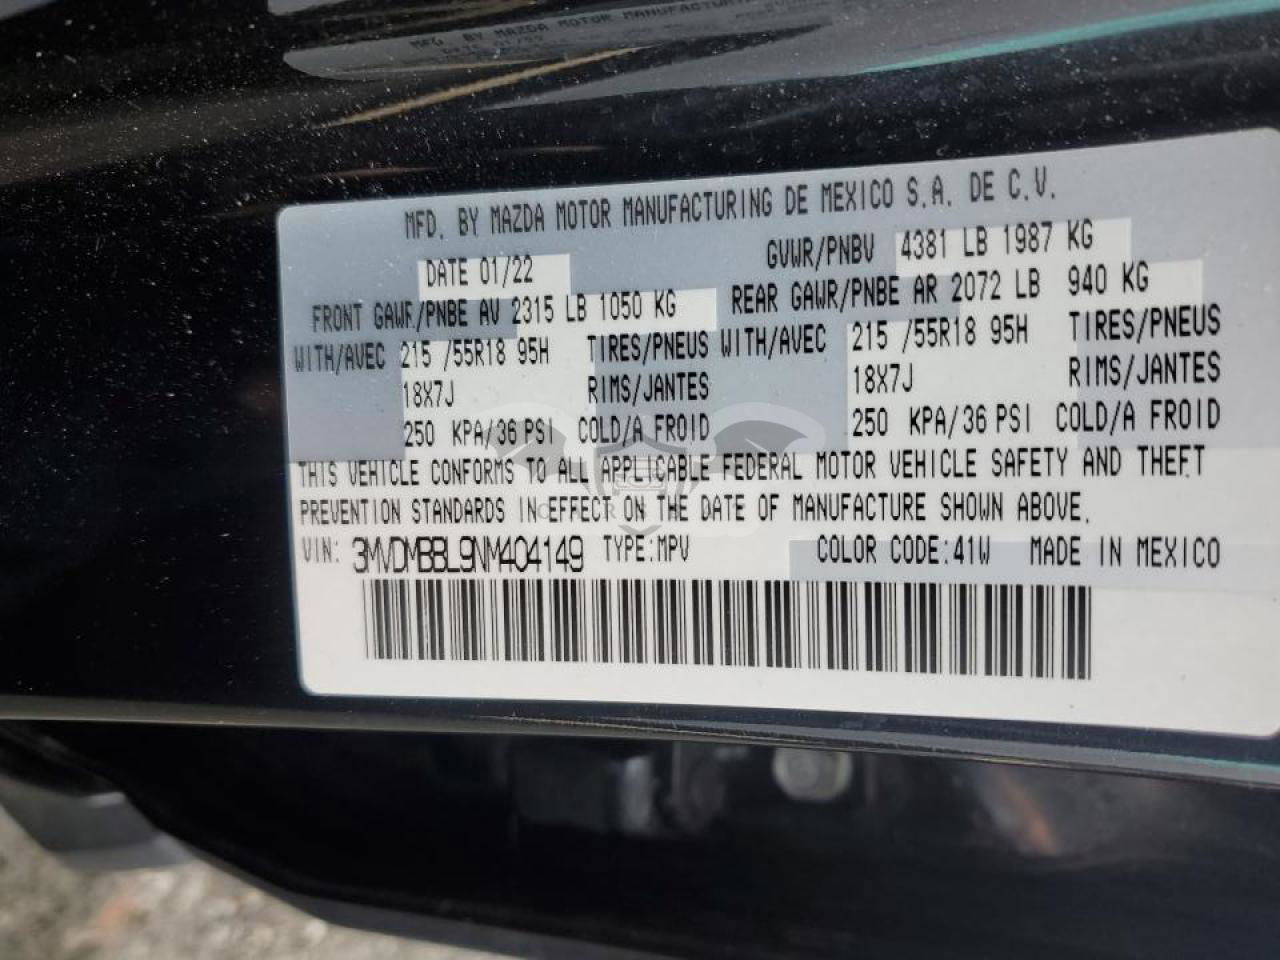 MFD. BY MAZDA MOTOR MANUFACTURING DE MEXICO S.A. DE C.V.
DATE 01/22 GVWR/PNBV 4381 LB 1987 KG
FRONT GAWR/PNBE AV 2315 LB 1050 KG REAR GAWR/PNBE AR 2072 LB 940 KG
WITH/AVEC 215 /55R18 95H TIRES/PNEUS WITH/AVEC 215 /55R18 95H TIRES/PNEUS
18X7J RIMS/JANTES 18X7J RIMS/JANTES
250 KPA/36 PSI COLD/A FROID 250 KPA/36 PSI COLD/A FROID
THIS VEHICLE CONFORMS TO ALL APPLICABLE FEDERAL MOTOR VEHICLE SAFETY AND THEFT
PREVENTION STANDARDS IN EFFECT ON THE DATE OF MANUFACTURE SHOWN ABOVE.
VIN: 3MVDMBBL9NM404149 TYPE:MPV COLOR CODE:41W MADE IN MEXICO